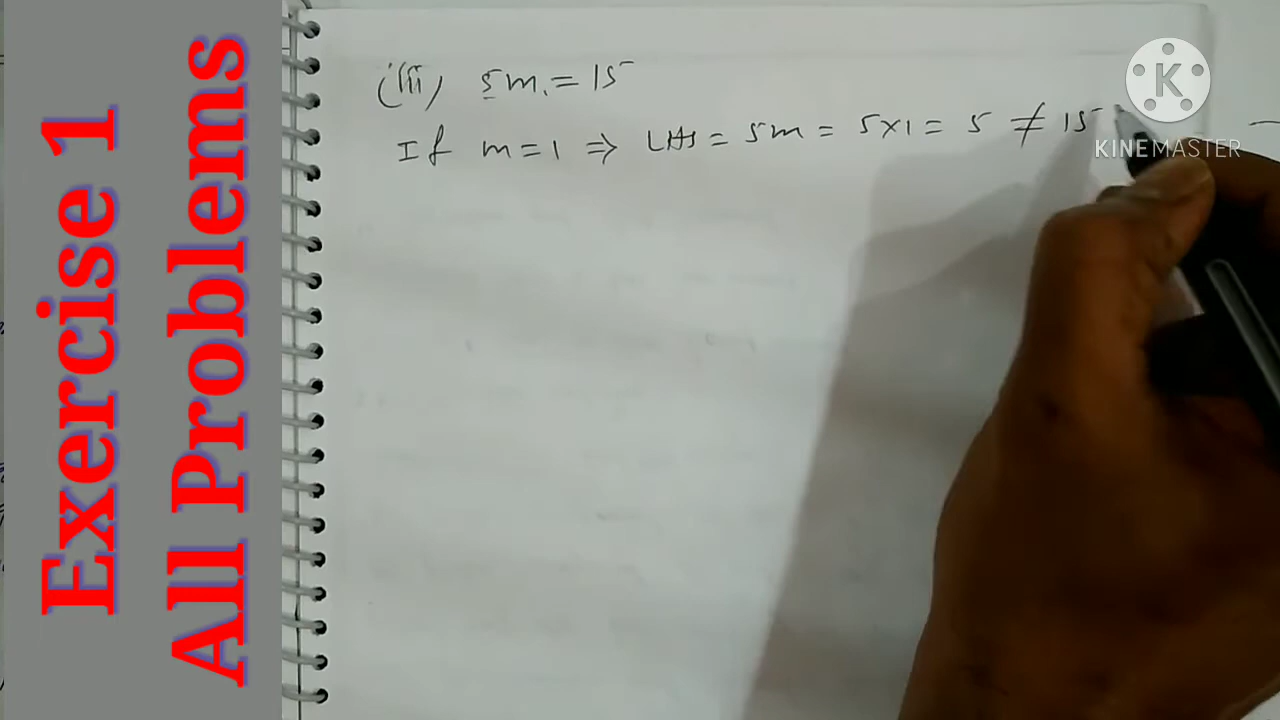 Exercise 1
All Problems
(iii) 5m = 15
If m = 1 ⇒ LHS = 5m = 5×1 = 5 ≠ 15
K
KINEMASTER